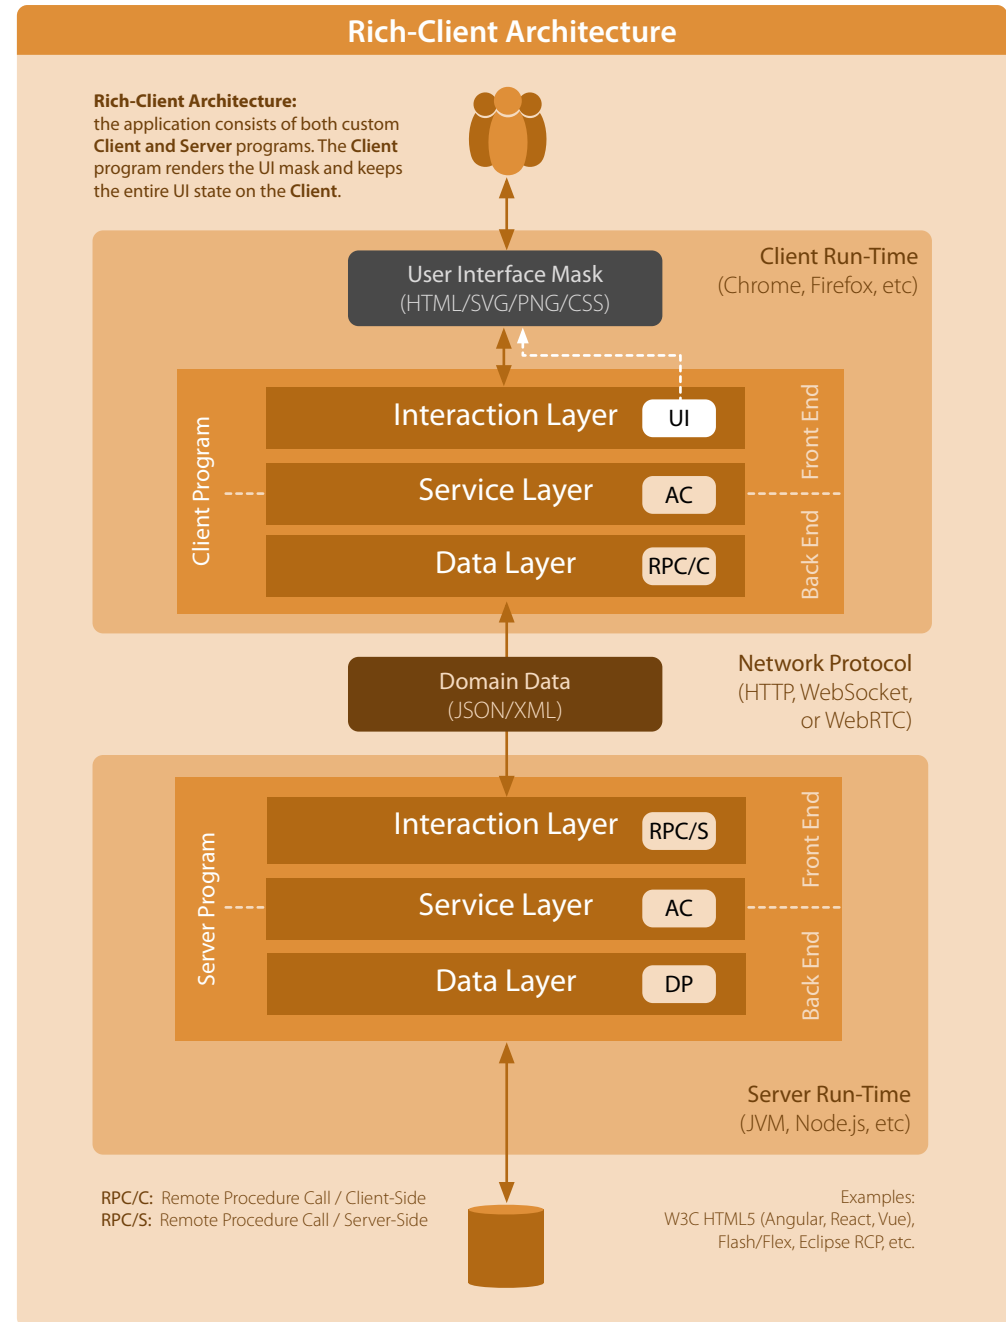 Rich-Client Architecture
Rich-Client Architecture:
the application consists of both custom
Client and Server programs. The Client
program renders the UI mask and keeps
the entire UI state on the Client.
Client Run-Time
(Chrome, Firefox, etc)
User Interface Mask
(HTML/SVG/PNG/CSS)
Client Program
Interaction Layer
UI
Service Layer
AC
Data Layer
RPC/C
Front End
Back End
Domain Data
(JSON/XML)
Network Protocol
(HTTP, WebSocket,
or WebRTC)
Server Program
Interaction Layer
RPC/S
Service Layer
AC
Data Layer
DP
Front End
Back End
Server Run-Time
(JVM, Node.js, etc)
RPC/C: Remote Procedure Call / Client-Side
RPC/S: Remote Procedure Call / Server-Side
Examples:
W3C HTML5 (Angular, React, Vue),
Flash/Flex, Eclipse RCP, etc.